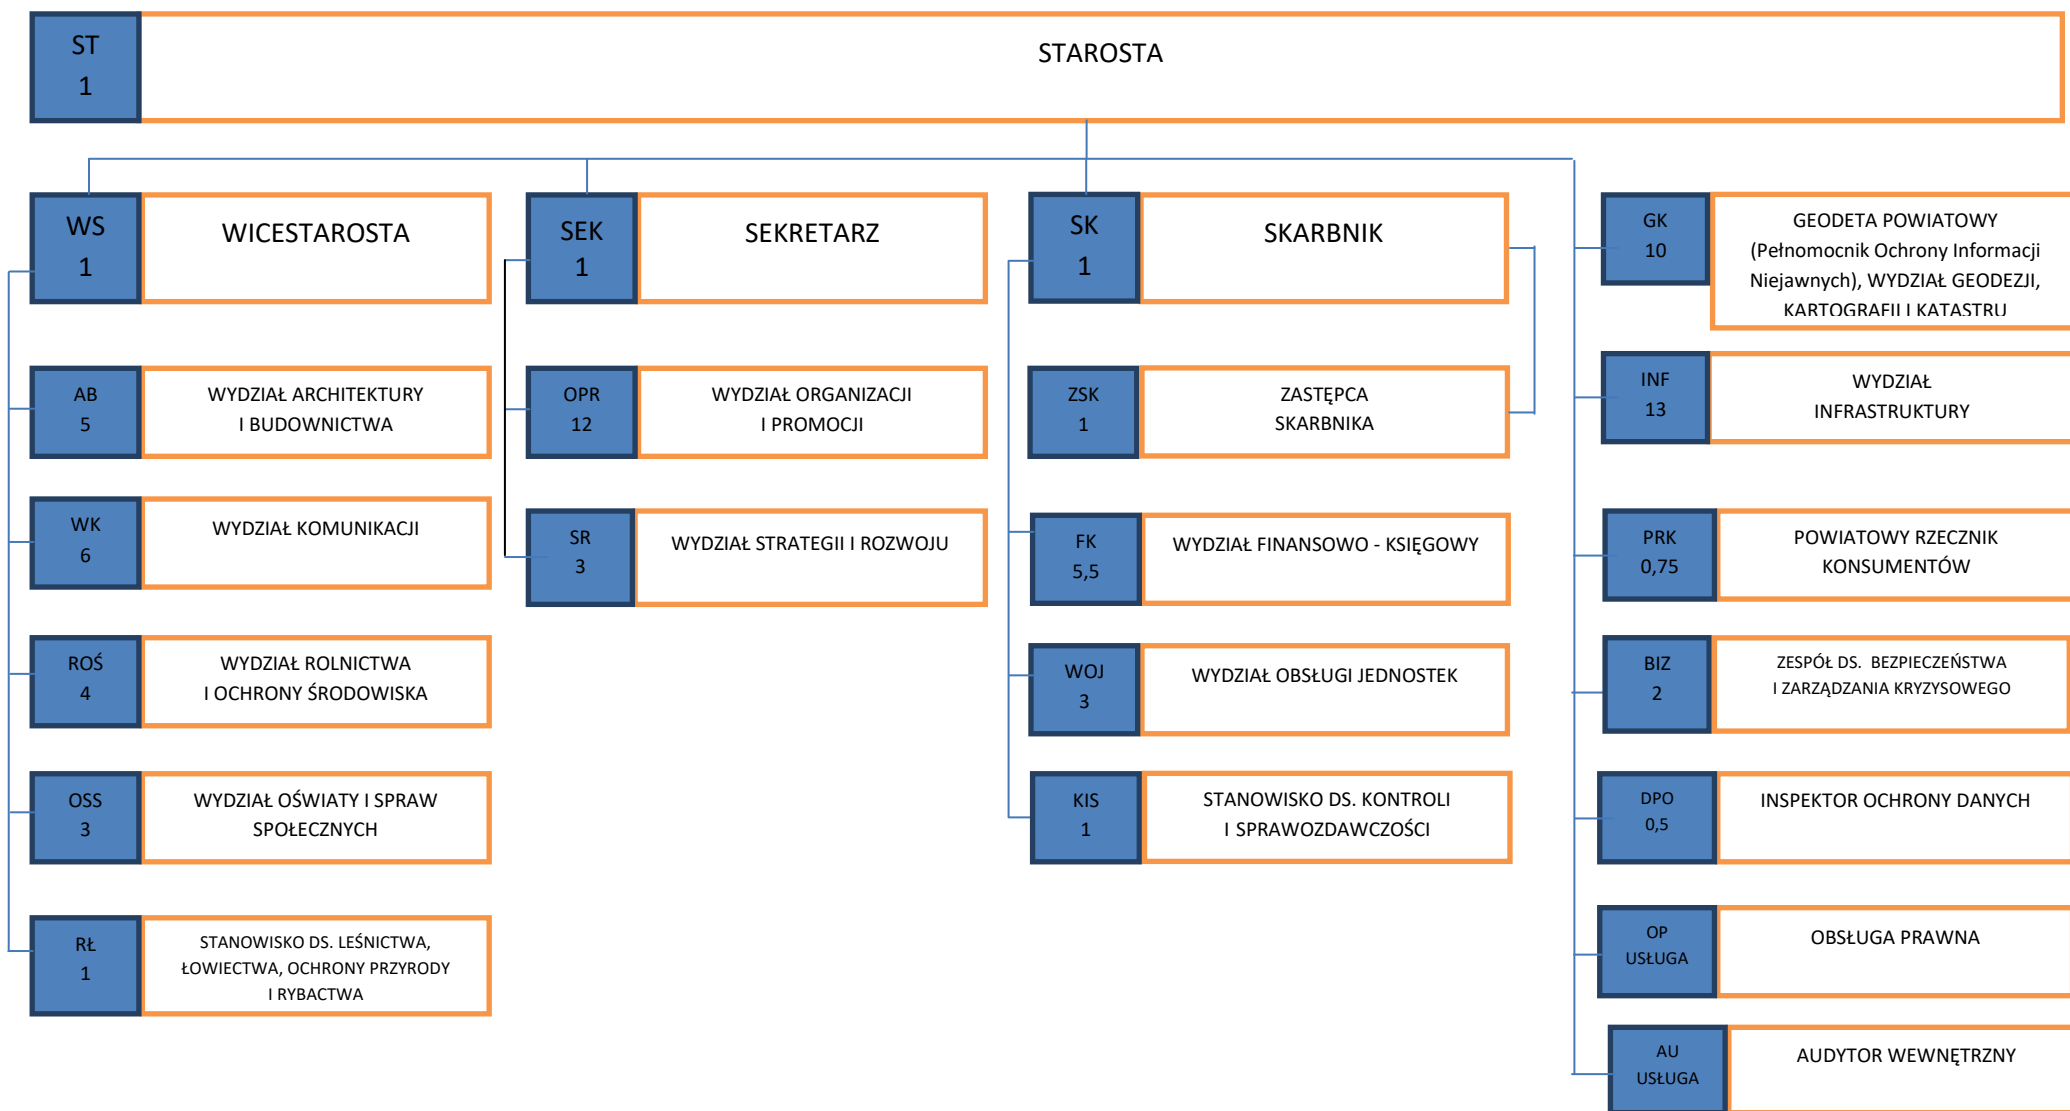 ST
1
STAROSTA
WS
1
WICESTAROSTA
AB
5
WYDZIAŁ ARCHITEKTURY
I BUDOWNICTWA
WK
6
WYDZIAŁ KOMUNIKACJI
ROŚ
4
WYDZIAŁ ROLNICTWA
I OCHRONY ŚRODOWISKA
OSS
3
WYDZIAŁ OŚWIATY I SPRAW
SPOŁECZNYCH
RŁ
1
STANOWISKO DS. LEŚNICTWA,
ŁOWIECTWA, OCHRONY PRZYRODY
I RYBACTWA
SEK
1
SEKRETARZ
OPR
12
WYDZIAŁ ORGANIZACJI
I PROMOCJI
SR
3
WYDZIAŁ STRATEGII I ROZWOJU
SK
1
SKARBNIK
ZSK
1
ZASTĘPCA
SKARBNIKA
FK
5,5
WYDZIAŁ FINANSOWO - KSIĘGOWY
WOJ
3
WYDZIAŁ OBSŁUGI JEDNOSTEK
KIS
1
STANOWISKO DS. KONTROLI
I SPRAWOZDAWCZOŚCI
GK
10
GEODETA POWIATOWY
(Pełnomocnik Ochrony Informacji
Niejawnych), WYDZIAŁ GEODEZJI,
KARTOGRAFII I KATASTRU
INF
13
WYDZIAŁ
INFRASTRUKTURY
PRK
0,75
POWIATOWY RZECZNIK
KONSUMENTÓW
BIZ
2
ZESPÓŁ DS. BEZPIECZEŃSTWA
I ZARZĄDZANIA KRYZYSOWEGO
DPO
0,5
INSPEKTOR OCHRONY DANYCH
OP
USŁUGA
OBSŁUGA PRAWNA
AU
USŁUGA
AUDYTOR WEWNĘTRZNY